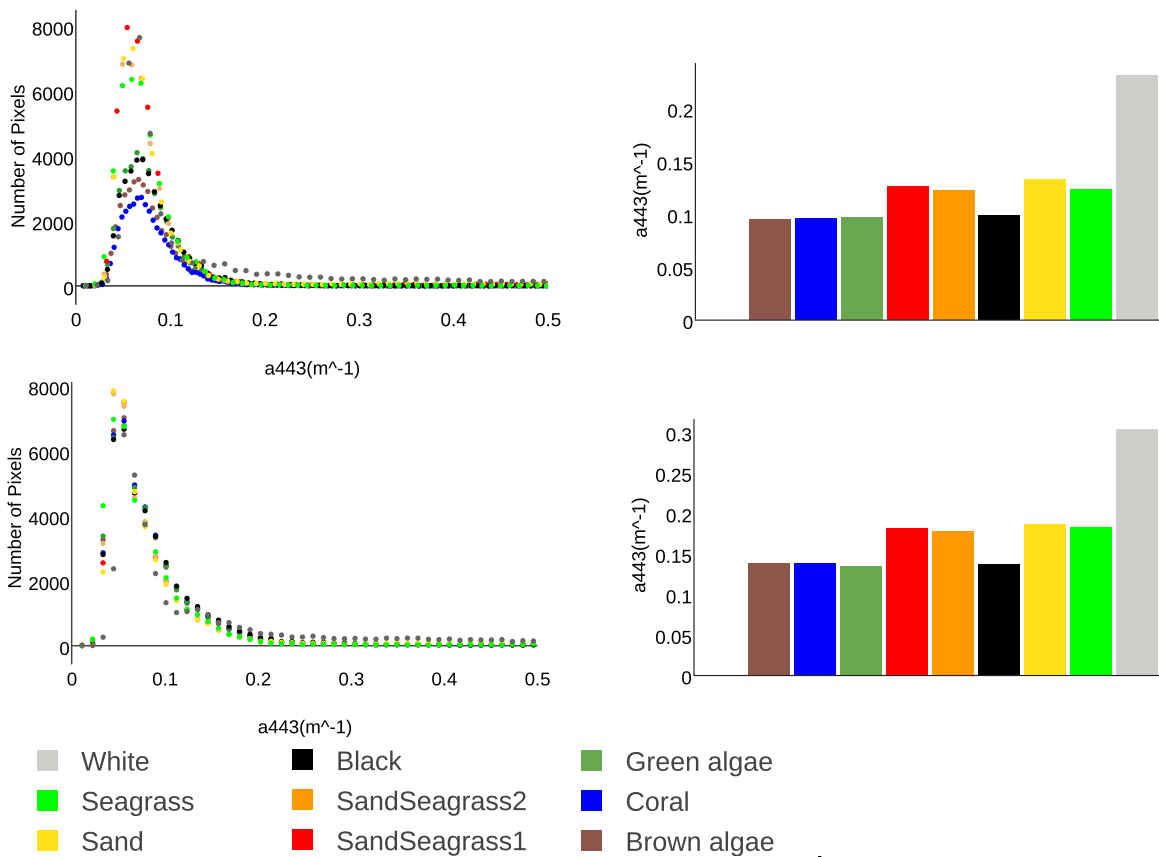 8000
6000
4000
2000
0
Number of Pixels
0 0.1 0.2 0.3 0.4 0.5
a443(m^-1)
0.2
0.15
0.1
0.05
0
a443(m^-1)
8000
6000
4000
2000
0
Number of Pixels
0 0.1 0.2 0.3 0.4 0.5
a443(m^-1)
0.3
0.25
0.2
0.15
0.1
0.05
0
a443(m^-1)
White Black Green algae
Seagrass SandSeagrass2 Coral
Sand SandSeagrass1 Brown algae